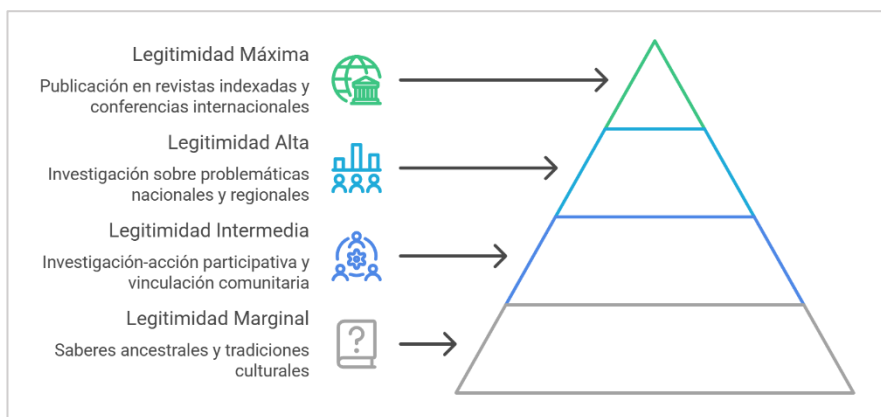 Legitimidad Máxima
Publicación en revistas indexadas y
conferencias internacionales
Legitimidad Alta
Investigación sobre problemáticas
nacionales y regionales
Legitimidad Intermedia
Investigación-acción participativa y
vinculación comunitaria
Legitimidad Marginal
Saberes ancestrales y tradiciones
culturales